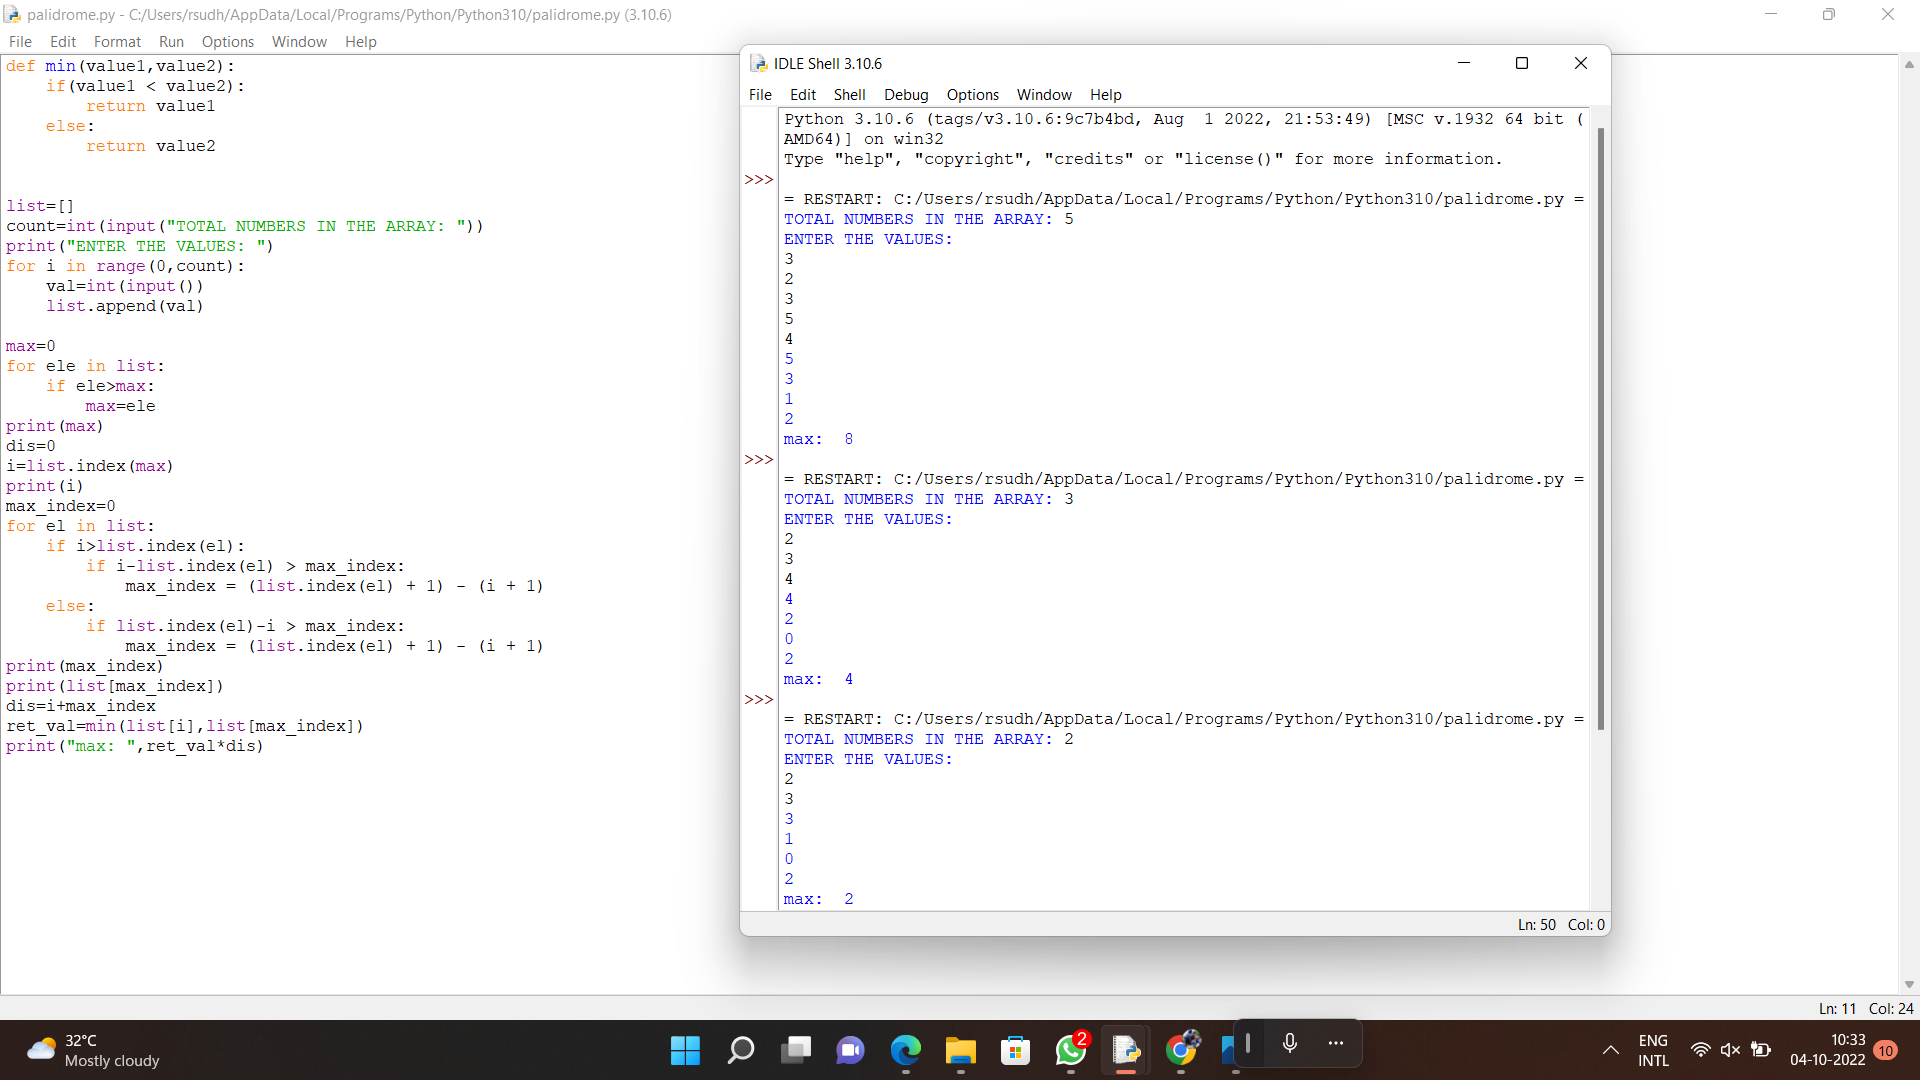 palidrome.py - C:/Users/rsudh/AppData/Local/Programs/Python/Python310/palidrome.py (3.10.6)
File Edit Format Run Options Window Help
def min(value1,value2):
    if(value1 < value2):
        return value1
    else:
        return value2
list=[]
count=int(input("TOTAL NUMBERS IN THE ARRAY: "))
print("ENTER THE VALUES: ")
for i in range(0,count):
    val=int(input())
    list.append(val)
max=0
for ele in list:
    if ele>max:
        max=ele
print(max)
dis=0
i=list.index(max)
print(i)
max_index=0
for el in list:
    if i>list.index(el):
        if i-list.index(el) > max_index:
            max_index = (list.index(el) + 1) - (i + 1)
    else:
        if list.index(el)-i > max_index:
            max_index = (list.index(el) + 1) - (i + 1)
print(max_index)
print(list[max_index])
dis=i+max_index
ret_val=min(list[i],list[max_index])
print("max: ",ret_val*dis)
IDLE Shell 3.10.6
File Edit Shell Debug Options Window Help
Python 3.10.6 (tags/v3.10.6:9c7b4bd, Aug  1 2022, 21:53:49) [MSC v.1932 64 bit (
AMD64)] on win32
Type "help", "copyright", "credits" or "license()" for more information.
>>>
= RESTART: C:/Users/rsudh/AppData/Local/Programs/Python/Python310/palidrome.py =
TOTAL NUMBERS IN THE ARRAY: 5
ENTER THE VALUES:
3
2
3
5
4
5
3
1
2
max:  8
>>>
= RESTART: C:/Users/rsudh/AppData/Local/Programs/Python/Python310/palidrome.py =
TOTAL NUMBERS IN THE ARRAY: 3
ENTER THE VALUES:
2
3
4
4
2
0
2
max:  4
>>>
= RESTART: C:/Users/rsudh/AppData/Local/Programs/Python/Python310/palidrome.py =
TOTAL NUMBERS IN THE ARRAY: 2
ENTER THE VALUES:
2
3
3
1
0
2
max:  2
Ln: 50 Col: 0
Ln: 11 Col: 24
32°C
Mostly cloudy
2
ENG
INTL
10:33
04-10-2022
10